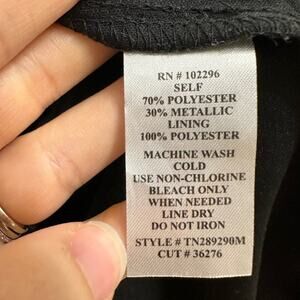 RN # 102296
SELF
70% POLYESTER
30% METALLIC
LINING
100% POLYESTER
MACHINE WASH
COLD
USE NON-CHLORINE
BLEACH ONLY
WHEN NEEDED
LINE DRY
DO NOT IRON
STYLE # TN289290M
CUT # 36276